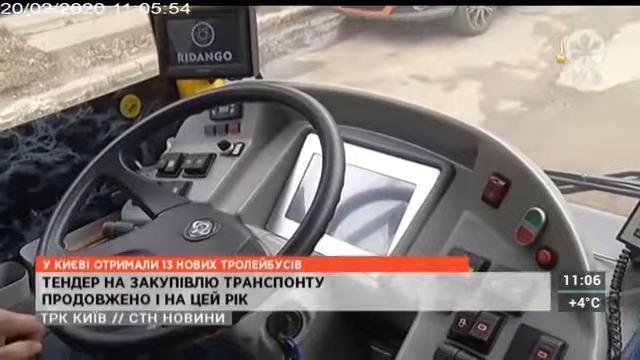 20/02/2020 11:05:54
RIDANGO
У КИЄВІ ОТРИМАЛИ 13 НОВИХ ТРОЛЕЙБУСІВ
ТЕНДЕР НА ЗАКУПІВЛЮ ТРАНСПОНТУ
ПРОДОВЖЕНО І НА ЦЕЙ РІК
11:06
+4°C
ТРК КИЇВ // СТН НОВИНИ